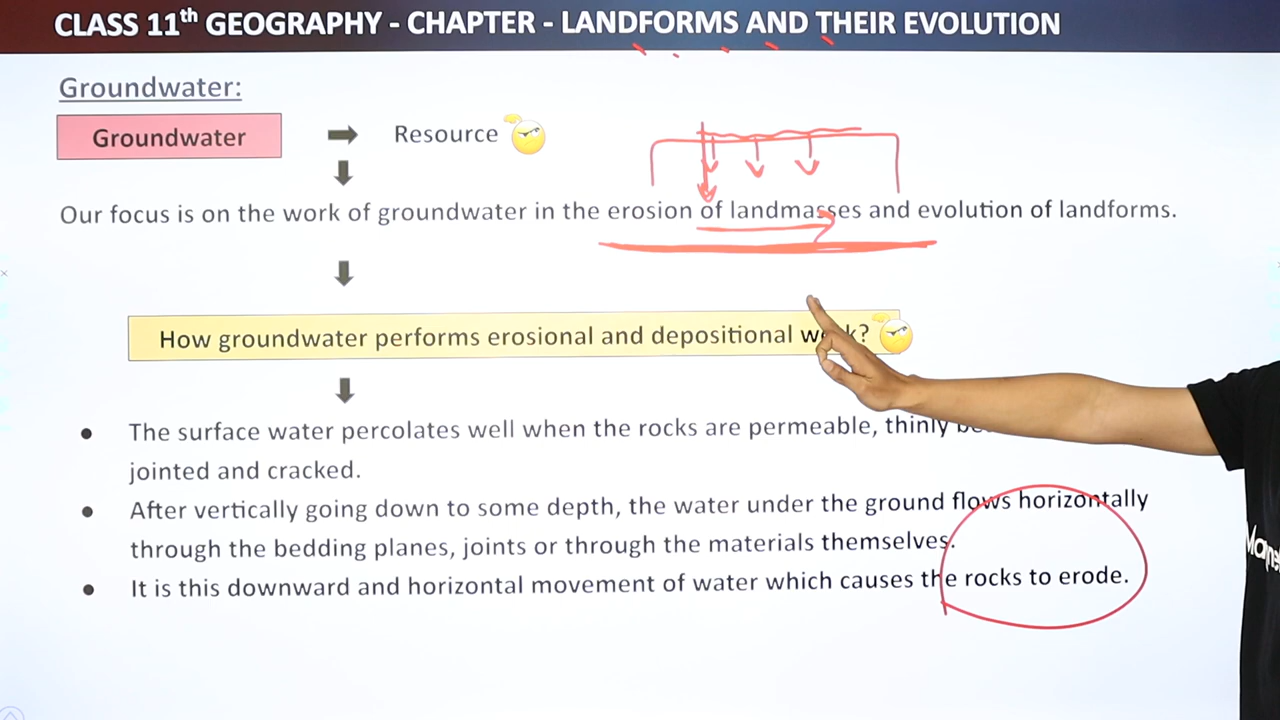 CLASS 11th GEOGRAPHY - CHAPTER - LANDFORMS AND THEIR EVOLUTION
Groundwater:
Groundwater
Resource
Our focus is on the work of groundwater in the erosion of landmasses and evolution of landforms.
How groundwater performs erosional and depositional work?
The surface water percolates well when the rocks are permeable, thinly
jointed and cracked.
After vertically going down to some depth, the water under the ground flows horizontally
through the bedding planes, joints or through the materials themselves.
It is this downward and horizontal movement of water which causes the rocks to erode.